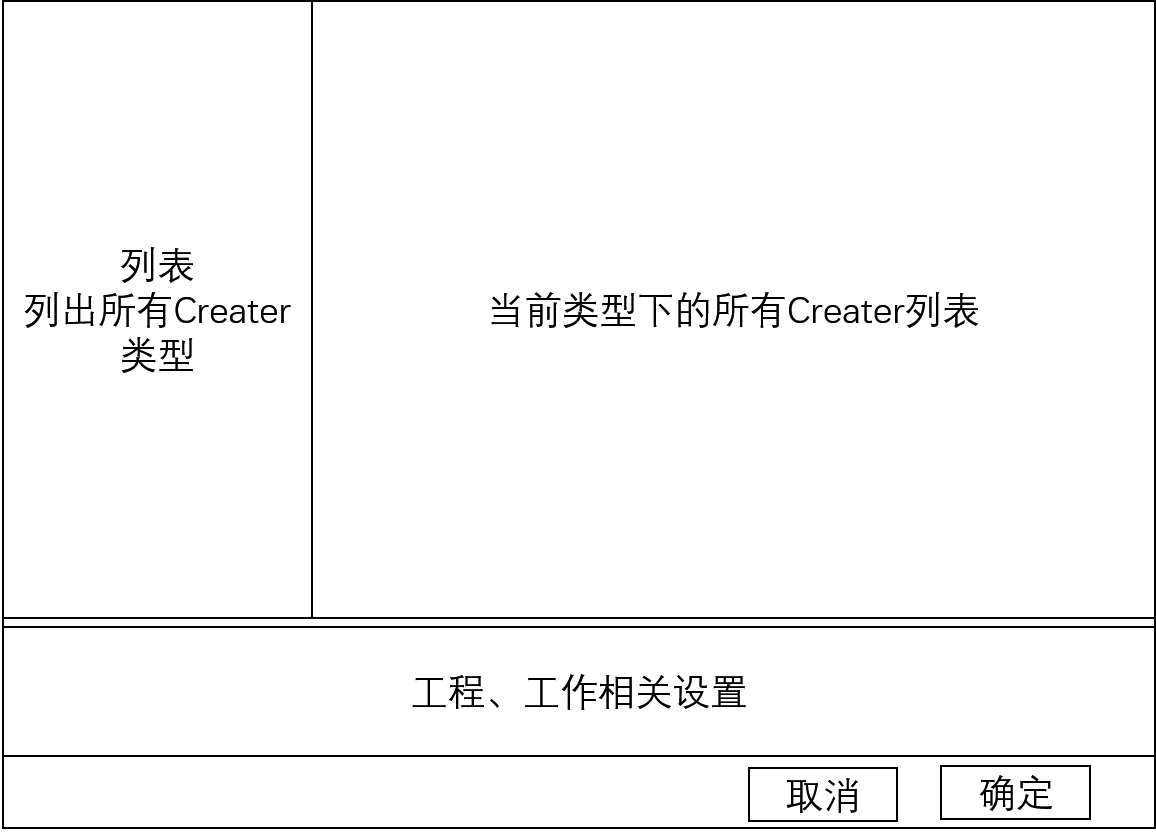 列表
列出所有Creater
类型
当前类型下的所有Creater列表
工程、工作相关设置
取消
确定